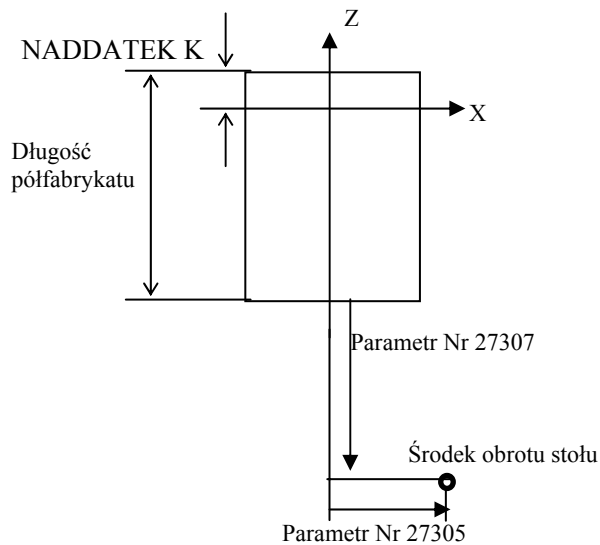 Z
NADDATEK K
X
Długość
półfabrykatu
Parametr Nr 27307
Środek obrotu stołu
Parametr Nr 27305